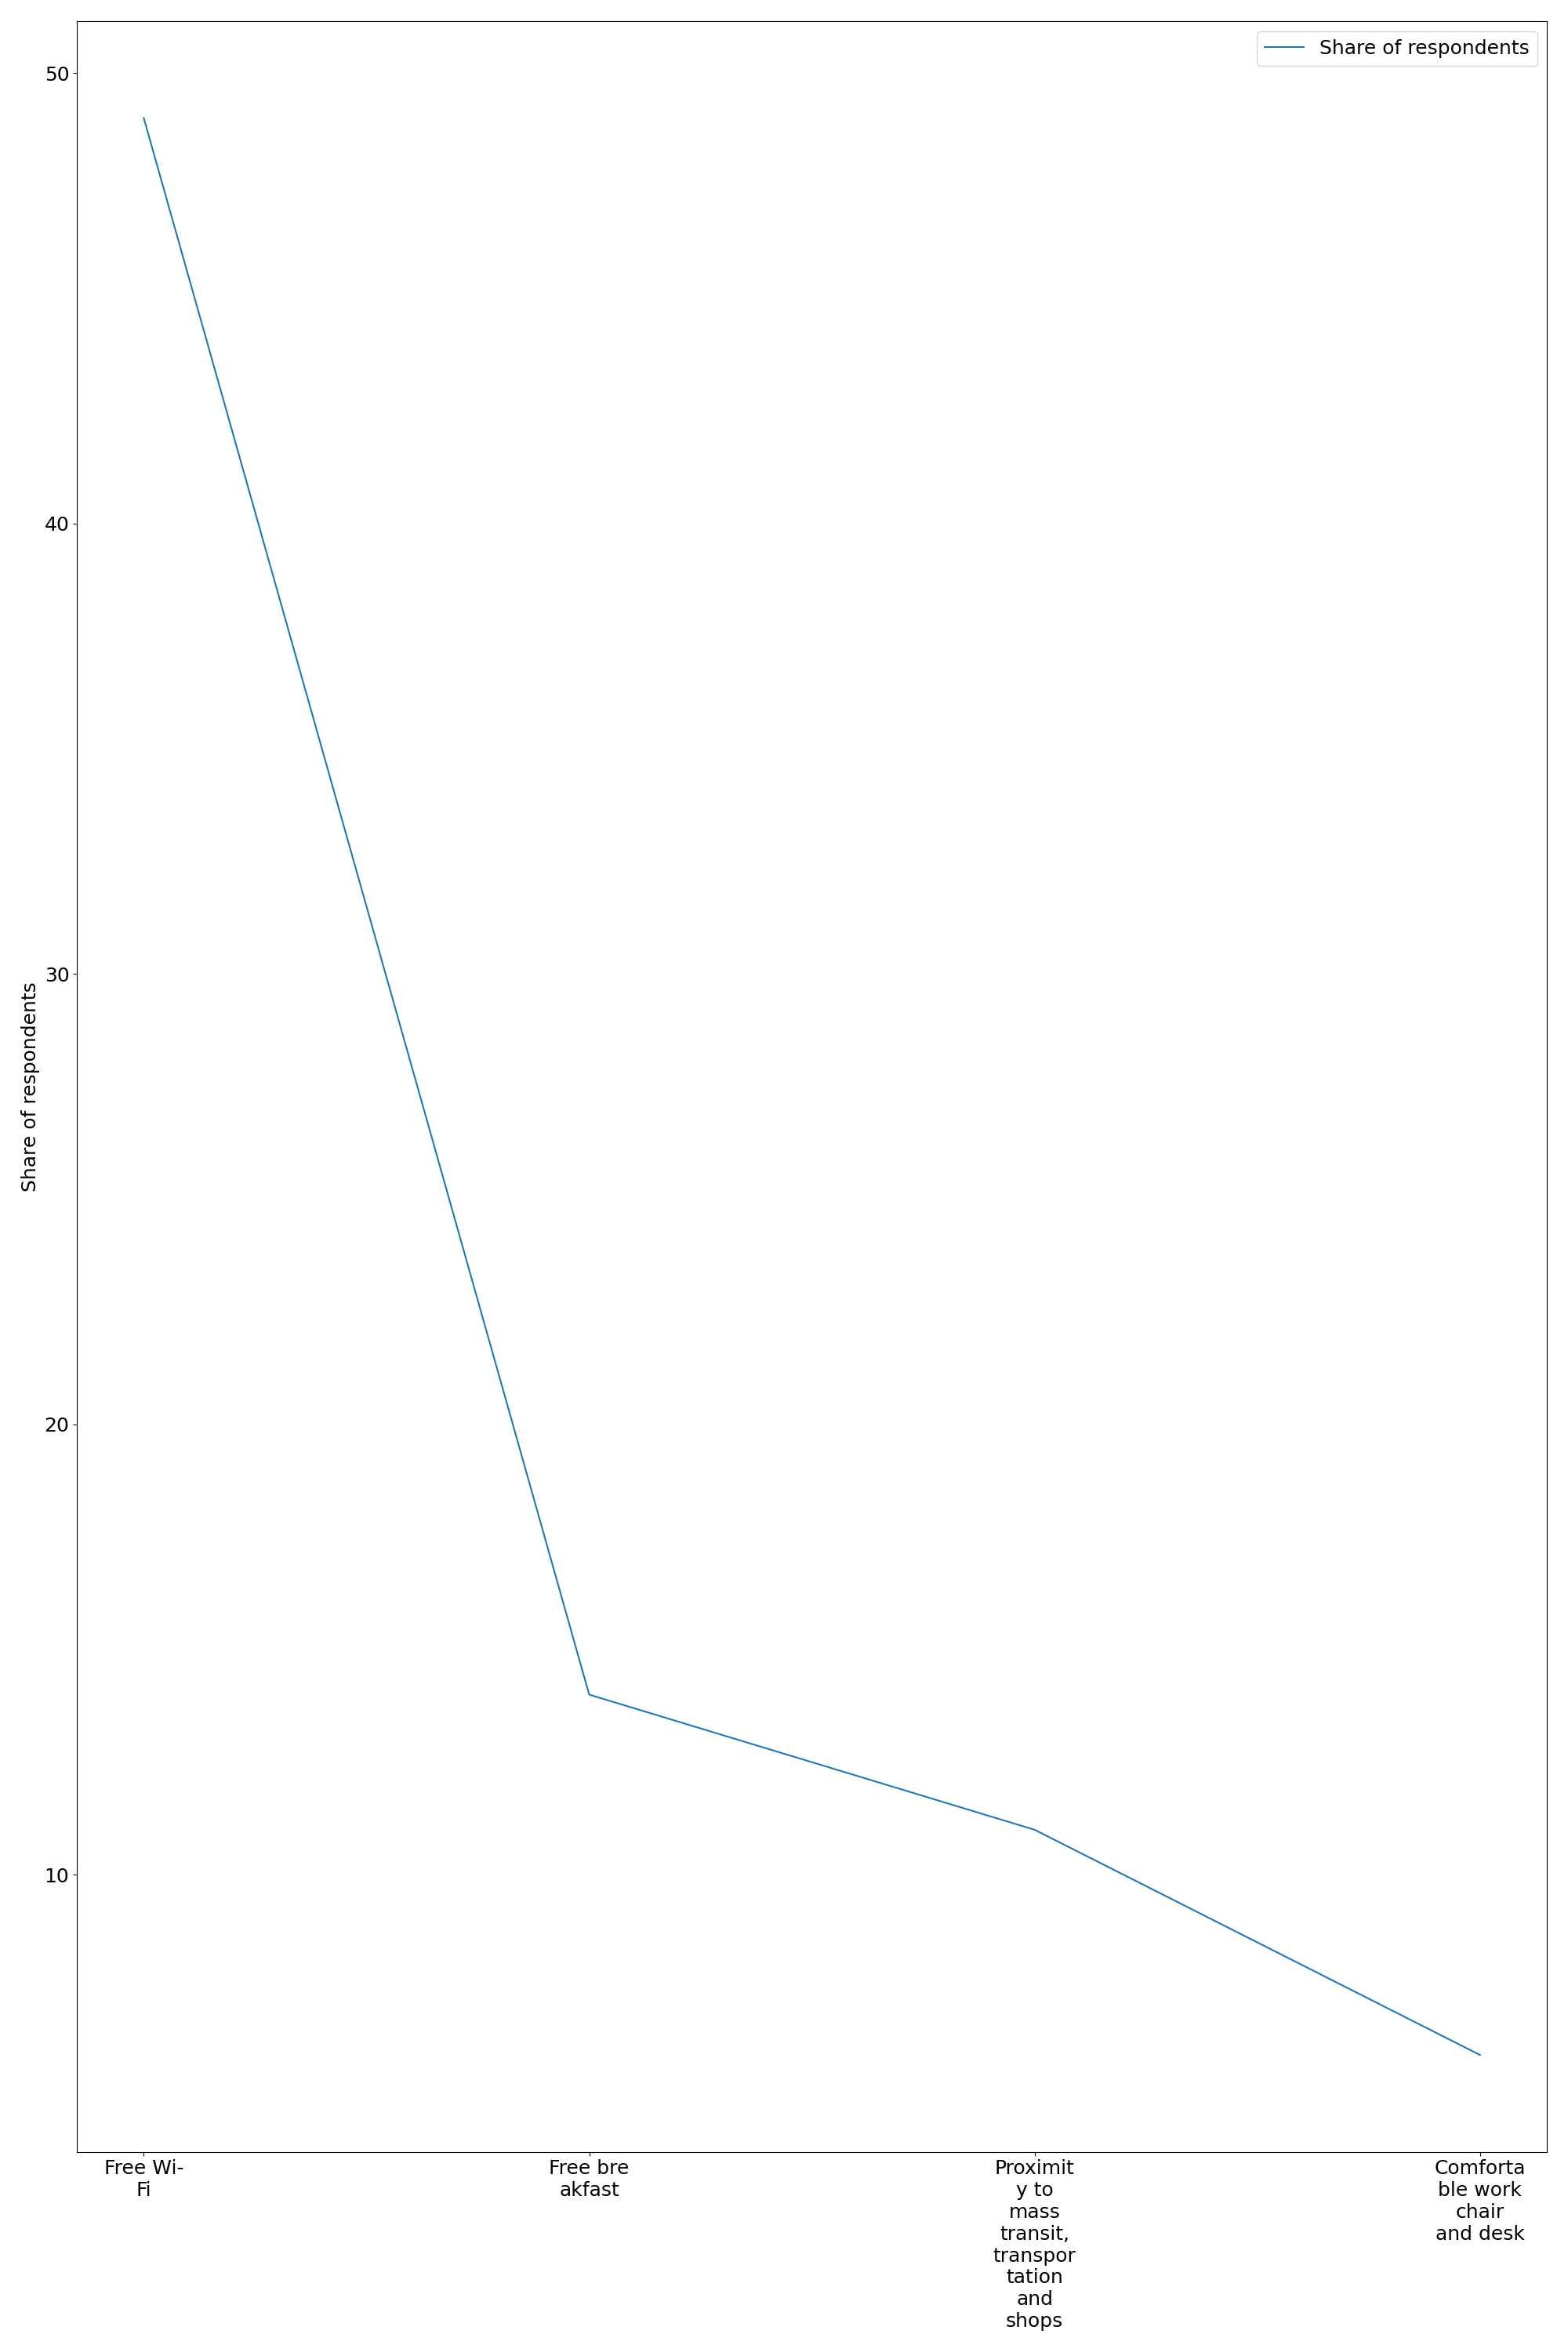 Share of respondents
50
40
30
20
10
Share of respondents
Free Wi-
Fi
Free bre
akfast
Proximit
y to
mass
transit,
transpor
tation
and
shops
Comforta
ble work
chair
and desk